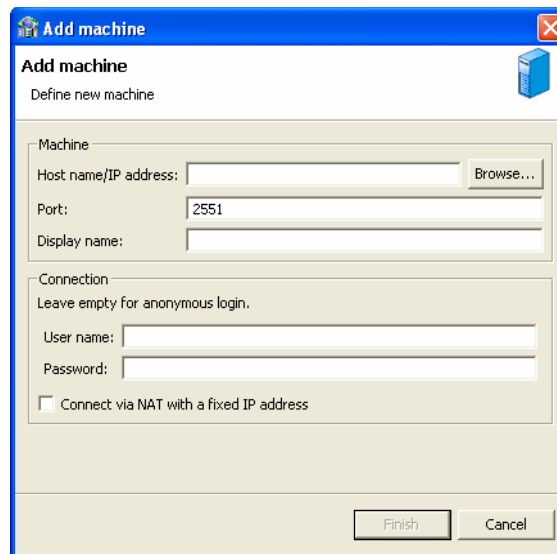 Add machine
Add machine
Define new machine
Machine
Host name/IP address:
Browse...
Port:
2551
Display name:
Connection
Leave empty for anonymous login.
User name:
Password:
Connect via NAT with a fixed IP address
Finish
Cancel